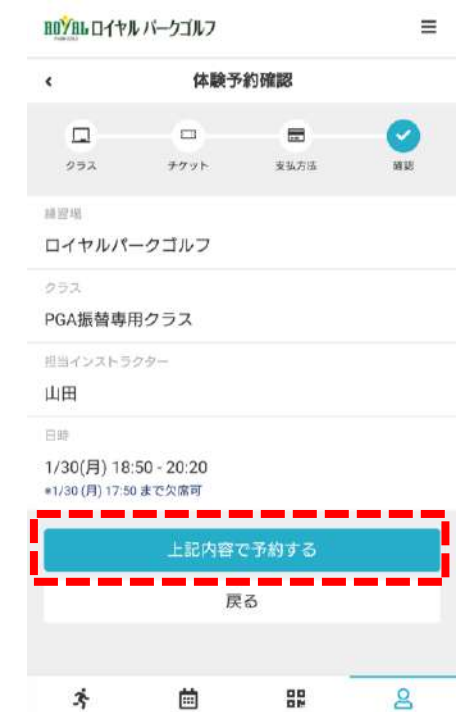 ROYAL ロイヤル パークゴルフ
体験予約確認
クラス
チケット
支払方法
確認
練習場
ロイヤルパークゴルフ
クラス
PGA振替専用クラス
担当インストラクター
山田
日時
1/30(月) 18:50 - 20:20
*1/30 (月) 17:50 まで欠席可
上記内容で予約する
戻る